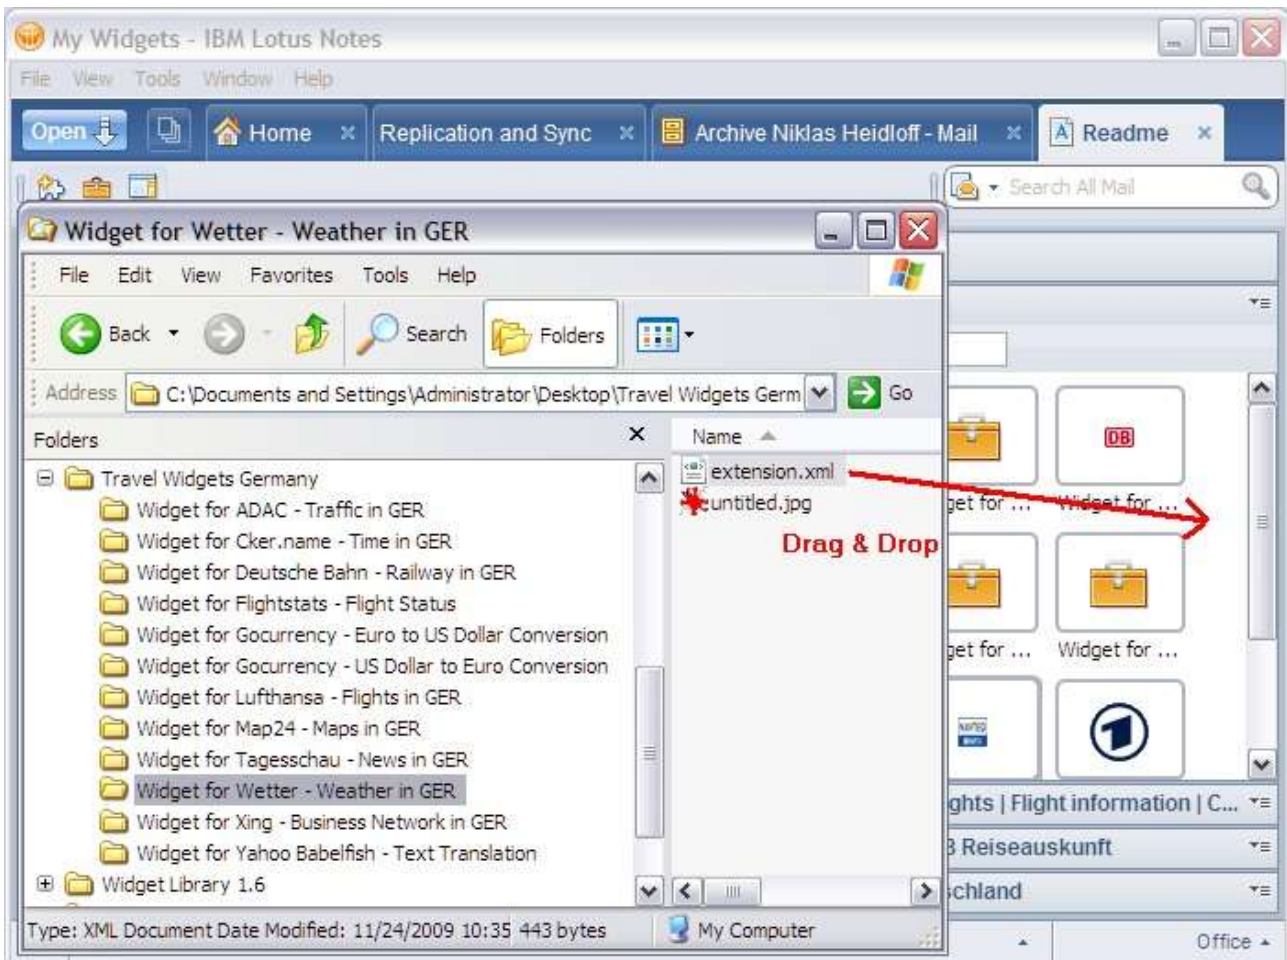 My Widgets - IBM Lotus Notes
File View Tools Window Help
Open Home Replication and Sync Archive Niklas Heidloff - Mail Readme
Search All Mail
Widget for Wetter - Weather in GER
File Edit View Favorites Tools Help
Back Search Folders
Address C:\Documents and Settings\Administrator\Desktop\Travel Widgets Germ Go
Folders
Name
Travel Widgets Germany
Widget for ADAC - Traffic in GER
Widget for Cker.name - Time in GER
Widget for Deutsche Bahn - Railway in GER
Widget for Flightstats - Flight Status
Widget for Gocurrency - Euro to US Dollar Conversion
Widget for Gocurrency - US Dollar to Euro Conversion
Widget for Lufthansa - Flights in GER
Widget for Map24 - Maps in GER
Widget for Tagesschau - News in GER
Widget for Wetter - Weather in GER
Widget for Xing - Business Network in GER
Widget for Yahoo Babelfish - Text Translation
Widget Library 1.6
extension.xml
untitled.jpg
Drag & Drop
DB
get for ... Widget for ...
get for ... Widget for ...
ghts | Flight information | C...
3 Reiseauskunft
schland
Type: XML Document Date Modified: 11/24/2009 10:35 443 bytes My Computer
Office